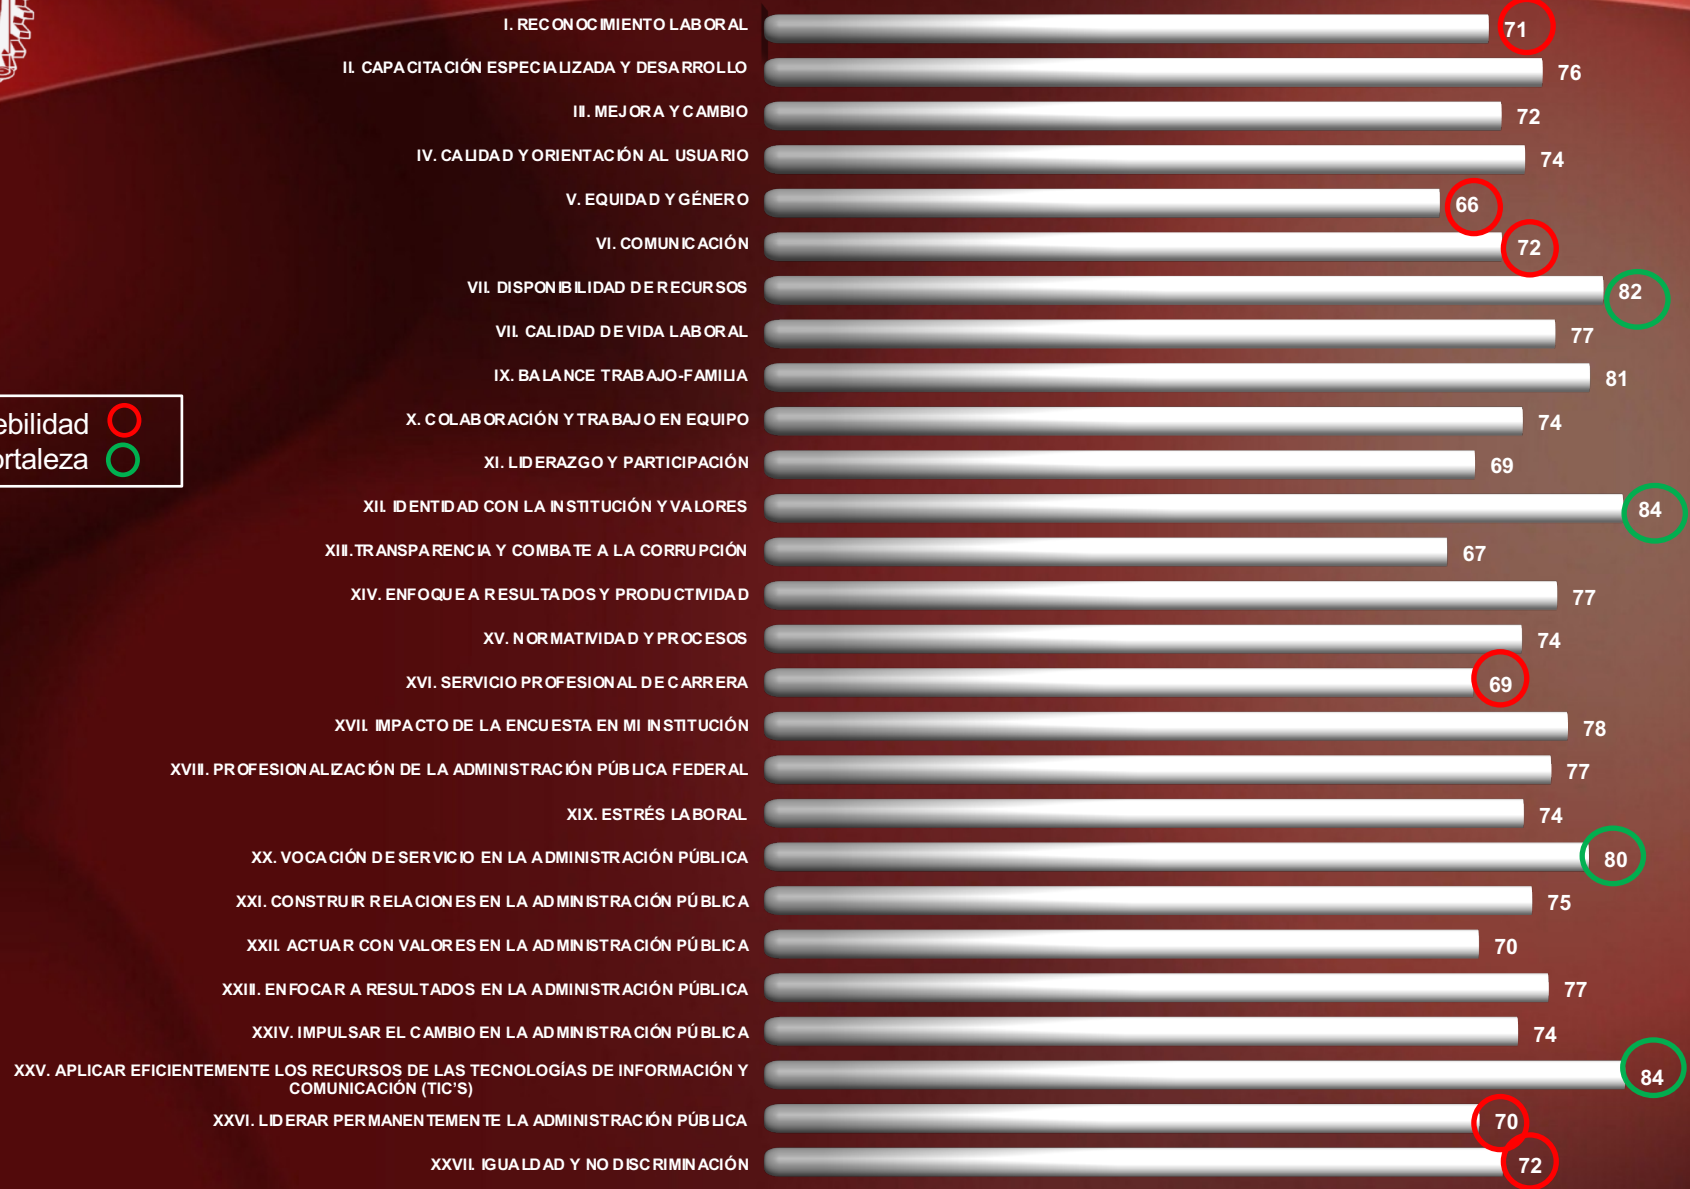 I. RECONOCIMIENTO LABORAL 71
II. CAPACITACIÓN ESPECIALIZADA Y DESARROLLO 76
III. MEJORA Y CAMBIO 72
IV. CALIDAD Y ORIENTACIÓN AL USUARIO 74
V. EQUIDAD Y GÉNERO 66
VI. COMUNICACIÓN 72
VII. DISPONIBILIDAD DE RECURSOS 82
VII. CALIDAD DE VIDA LABORAL 77
IX. BALANCE TRABAJO-FAMILIA 81
ebilidad
X. COLABORACIÓN Y TRABAJO EN EQUIPO 74
ortaleza
XI. LIDERAZGO Y PARTICIPACIÓN 69
XII. IDENTIDAD CON LA INSTITUCIÓN Y VALORES 84
XIII.TRANSPARENCIA Y COMBATE A LA CORRUPCIÓN 67
XIV. ENFOQUE A RESULTADOS Y PRODUCTIVIDAD 77
XV. NORMATIVIDAD Y PROCESOS 74
XVI. SERVICIO PROFESIONAL DE CARRERA 69
XVII. IMPACTO DE LA ENCUESTA EN MI INSTITUCIÓN 78
XVIII. PROFESIONALIZACIÓN DE LA ADMINISTRACIÓN PÚBLICA FEDERAL 77
XIX. ESTRÉS LABORAL 74
XX. VOCACIÓN DE SERVICIO EN LA ADMINISTRACIÓN PÚBLICA 80
XXI. CONSTRUIR RELACIONES EN LA ADMINISTRACIÓN PÚBLICA 75
XXII. ACTUAR CON VALORES EN LA ADMINISTRACIÓN PÚBLICA 70
XXIII. ENFOCAR A RESULTADOS EN LA ADMINISTRACIÓN PÚBLICA 77
XXIV. IMPULSAR EL CAMBIO EN LA ADMINISTRACIÓN PÚBLICA 74
XXV. APLICAR EFICIENTEMENTE LOS RECURSOS DE LAS TECNOLOGÍAS DE INFORMACIÓN Y
COMUNICACIÓN (TIC'S) 84
XXVI. LIDERAR PERMANENTEMENTE LA ADMINISTRACIÓN PÚBLICA 70
XXVII. IGUALDAD Y NO DISCRIMINACIÓN 72